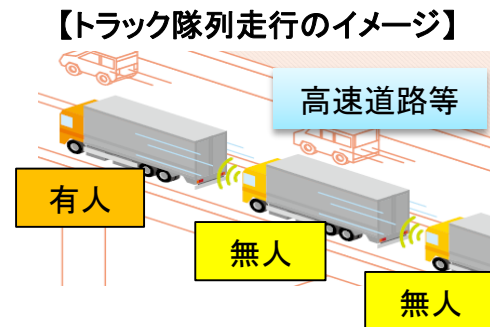 【トラック隊列走行のイメージ】
高速道路等
有人
無人
無人